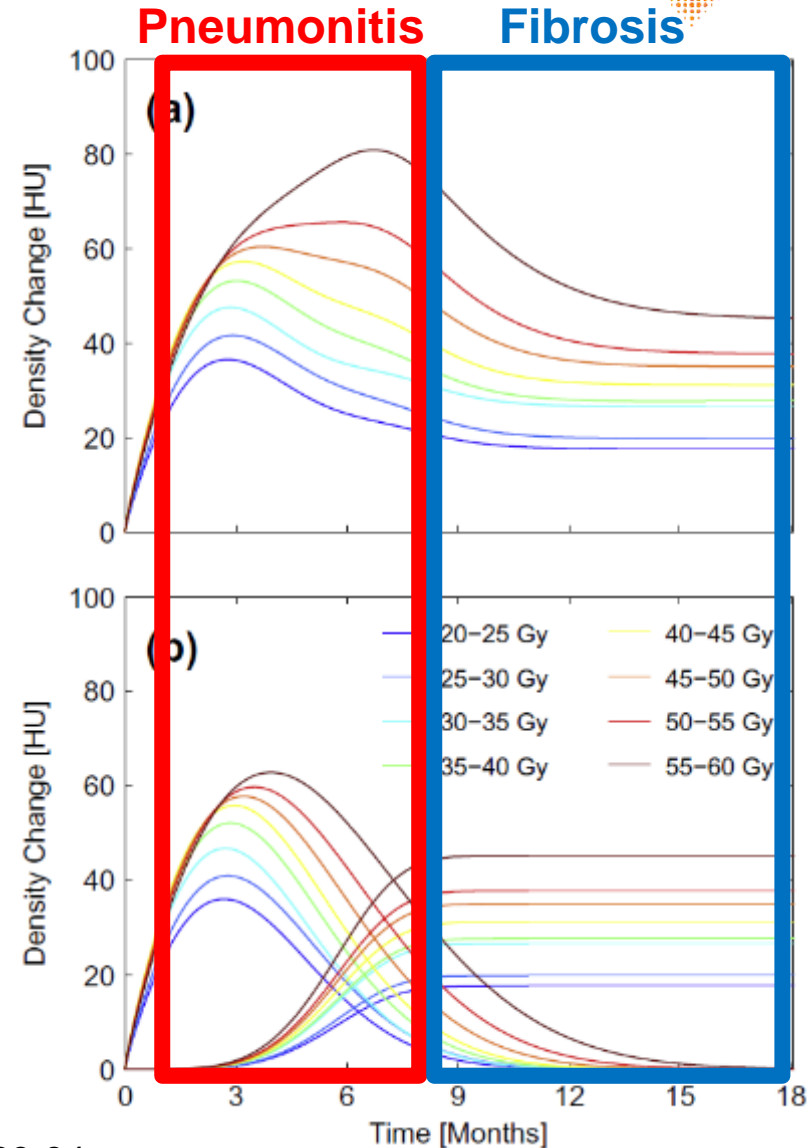 Pneumonitis Fibrosis
100
(a)
80
60
40
20
0
Density Change [HU]
100
(b)
80
60
40
20
0
Density Change [HU]
20−25 Gy 40−45 Gy
25−30 Gy 45−50 Gy
30−35 Gy 50−55 Gy
35−40 Gy 55−60 Gy
0 3 6 9 12 15 18
Time [Months]